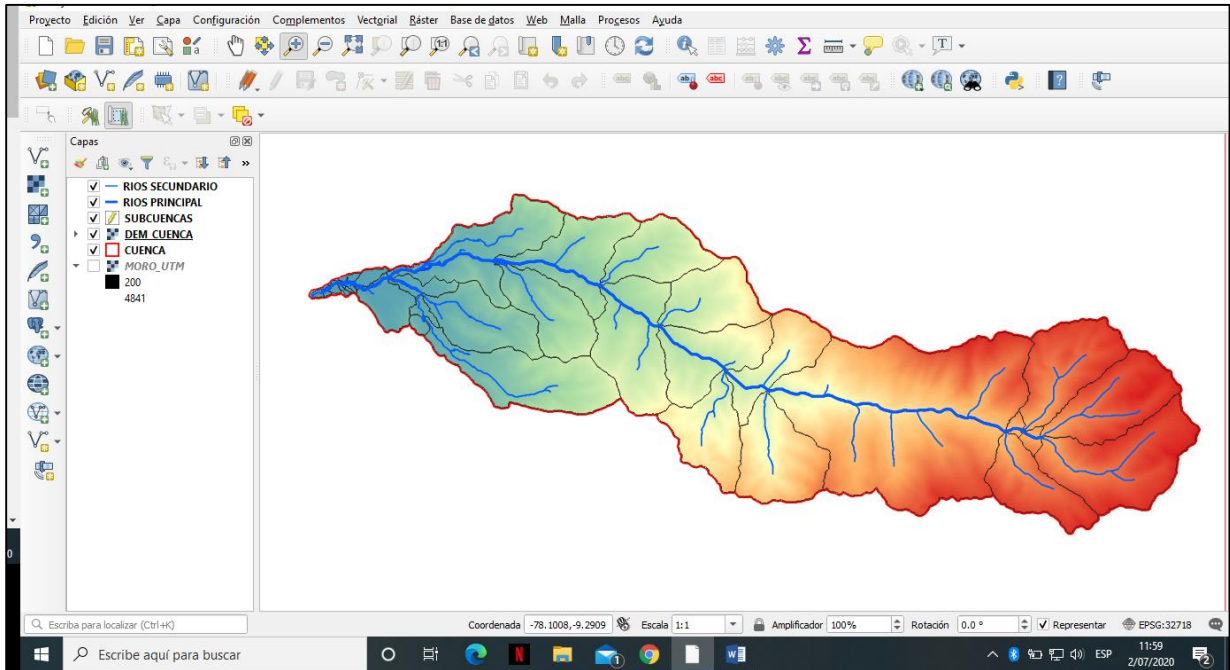 Proyecto Edición Ver Capa Configuración Complementos Vectorial Ráster Base de datos Web Malla Procesos Ayuda
Capas
RIOS SECUNDARIO
RIOS PRINCIPAL
SUBCUENCAS
DEM CUENCA
CUENCA
MORO_UTM
200
4841
Escriba para localizar (Ctrl+K) Coordenada -78.1008,-9.2909 Escala 1:1 Amplificador 100% Rotación 0.0 ° Representar EPSG:32718
Escribe aquí para buscar ESP 11:59
2/07/2020